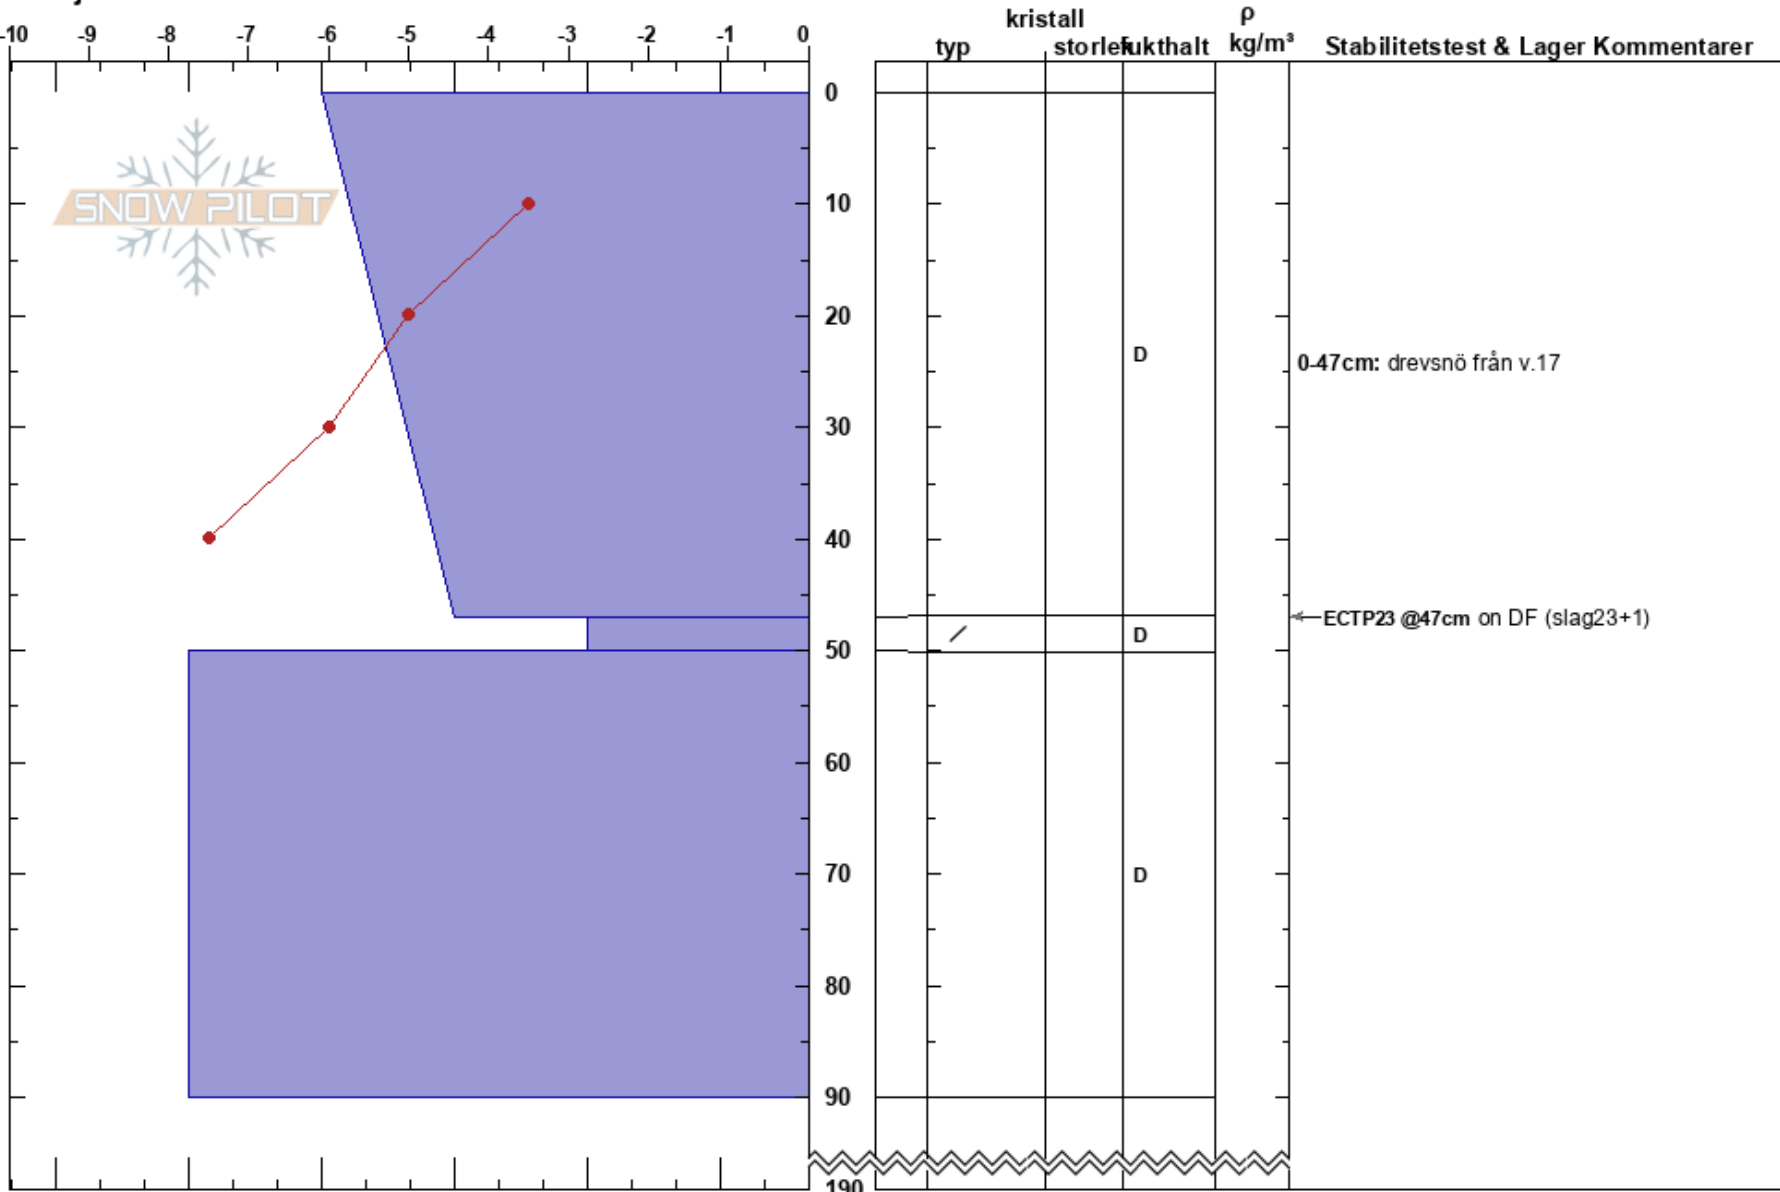 kristall ρ
-10 -9 -8 -7 -6 -5 -4 -3 -2 -1 0 typ storlek fukthalt kg/m³ Stabilitetstest & Lager Kommentarer
0
SNOW PILOT
10
20
D
0-47cm: drevsnö från v.17
30
40
ECTP23 @47cm on DF (slag23+1)
D
50
60
70
D
80
90
190